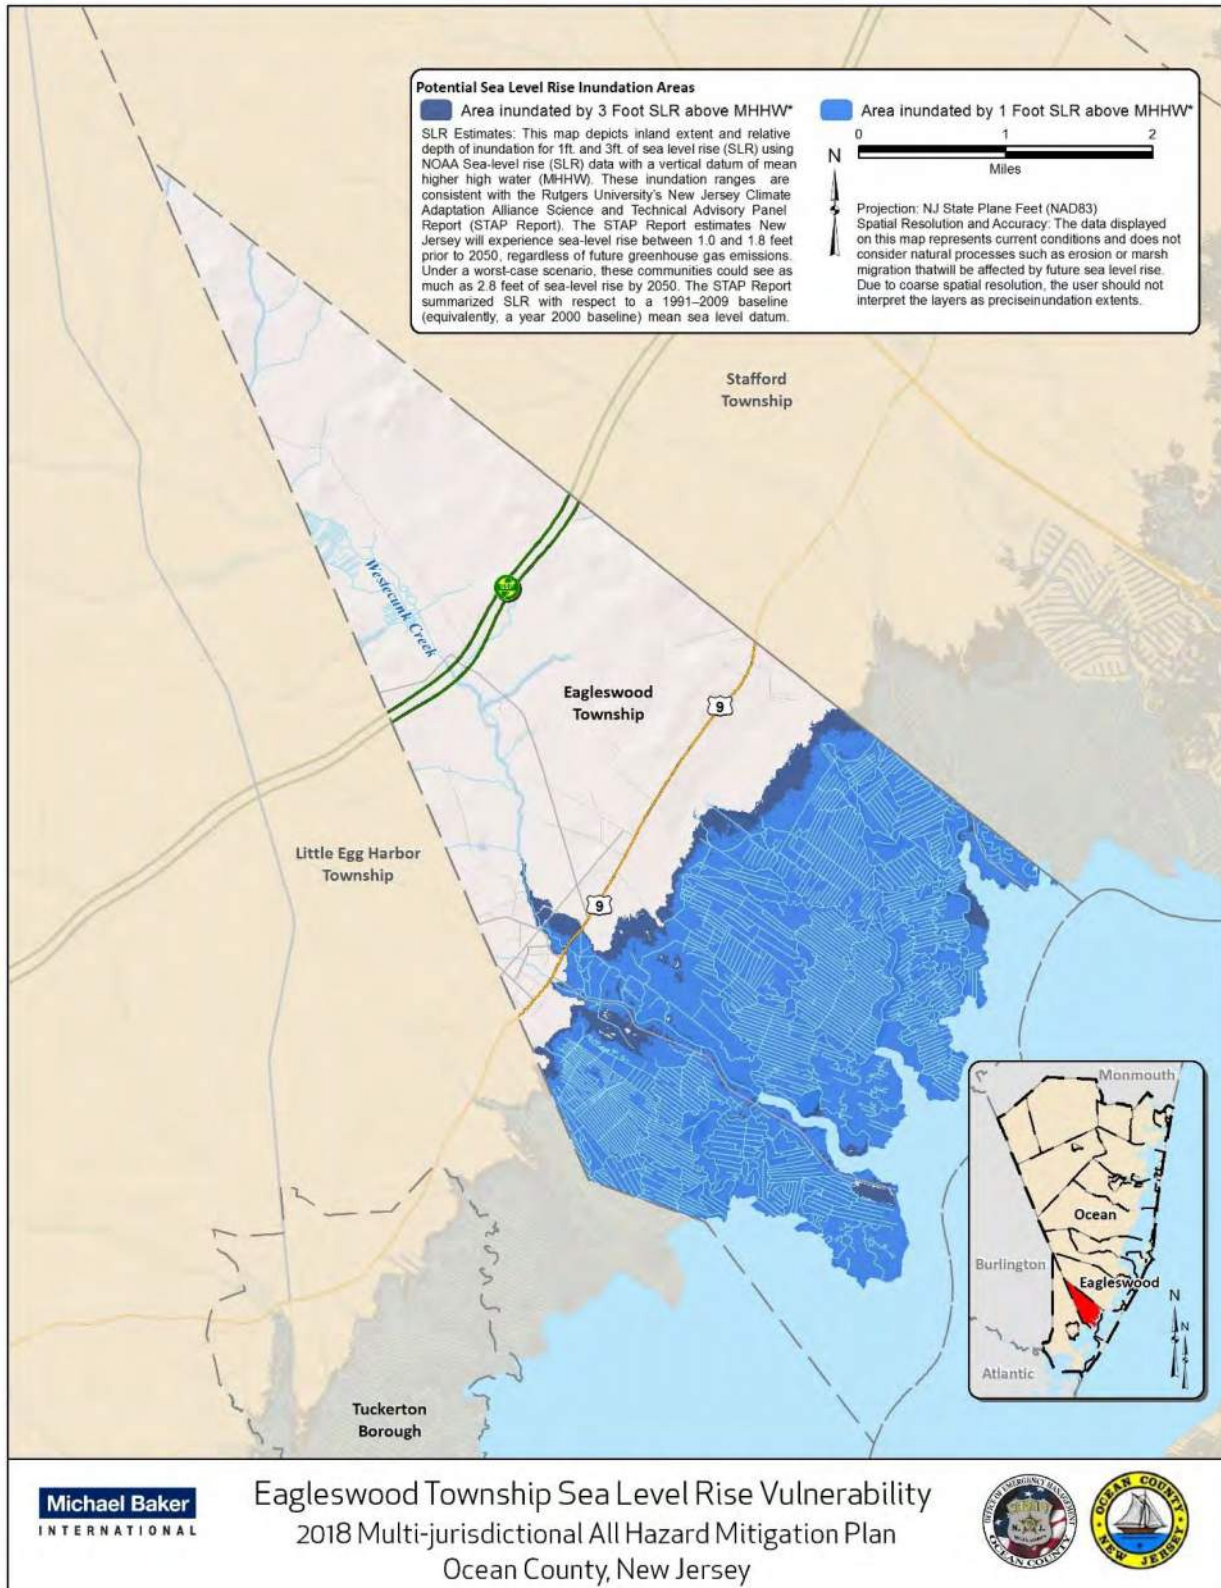 Potential Sea Level Rise Inundation Areas
Area inundated by 3 Foot SLR above MHHW*
SLR Estimates: This map depicts inland extent and relative
depth of inundation for 1ft. and 3ft. of sea level rise (SLR) using
NOAA Sea-level rise (SLR) data with a vertical datum of mean
higher high water (MHHW). These inundation ranges are
consistent with the Rutgers University's New Jersey Climate
Adaptation Alliance Science and Technical Advisory Panel
Report (STAP Report). The STAP Report estimates New
Jersey will experience sea-level rise between 1.0 and 1.8 feet
prior to 2050, regardless of future greenhouse gas emissions.
Under a worst-case scenario, these communities could see as
much as 2.8 feet of sea-level rise by 2050. The STAP Report
summarized SLR with respect to a 1991–2009 baseline
(equivalently, a year 2000 baseline) mean sea level datum.
Area inundated by 1 Foot SLR above MHHW*
0 1 2
Miles
N
Projection: NJ State Plane Feet (NAD83)
Spatial Resolution and Accuracy: The data displayed
on this map represents current conditions and does not
consider natural processes such as erosion or marsh
migration thatwill be affected by future sea level rise.
Due to coarse spatial resolution, the user should not
interpret the layers as preciseinundation extents.
Stafford
Township
Westecunk Creek
Eagleswood
Township
9
Little Egg Harbor
Township
9
Monmouth
Ocean
Burlington
Eagleswood
N
N
Atlantic
Tuckerton
Borough
Michael Baker
INTERNATIONAL
Eagleswood Township Sea Level Rise Vulnerability
2018 Multi-jurisdictional All Hazard Mitigation Plan
Ocean County, New Jersey
OFFICE OF EMERGENCY MANAGEMENT
OCEAN COUNTY
OCEAN COUNTY
NEW JERSEY